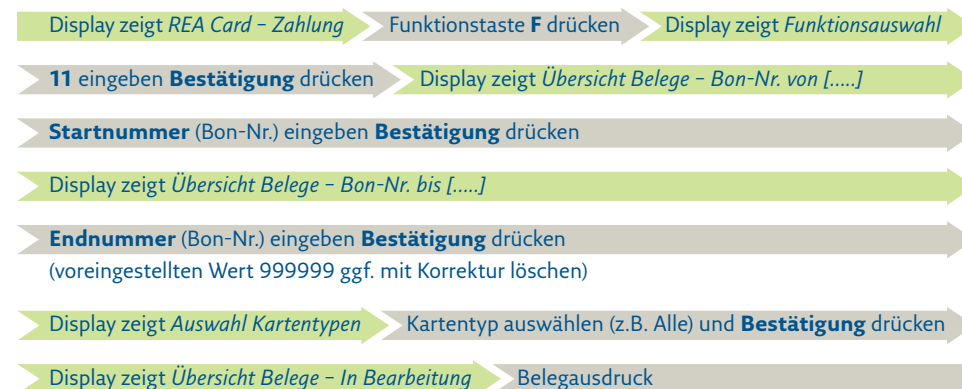 Display zeigt REA Card – Zahlung Funktionstaste F drücken Display zeigt Funktionsauswahl
11 eingeben Bestätigung drücken Display zeigt Übersicht Belege – Bon-Nr. von [.....]
Startnummer (Bon-Nr.) eingeben Bestätigung drücken
Display zeigt Übersicht Belege – Bon-Nr. bis [.....]
Endnummer (Bon-Nr.) eingeben Bestätigung drücken
(voreingestellten Wert 999999 ggf. mit Korrektur löschen)
Display zeigt Auswahl Kartentypen Kartentyp auswählen (z.B. Alle) und Bestätigung drücken
Display zeigt Übersicht Belege – In Bearbeitung Belegausdruck